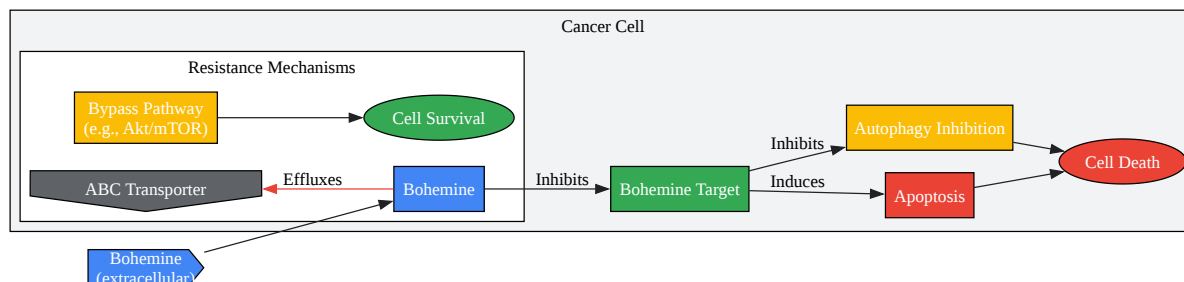 Cancer Cell
Resistance Mechanisms
Bypass Pathway
(e.g., Akt/mTOR)
Cell Survival
ABC Transporter
Effluxes
Bohemine
Inhibits
Bohemine Target
Inhibits
Induces
Autophagy Inhibition
Apoptosis
Cell Death
Bohemine
(extracellular)